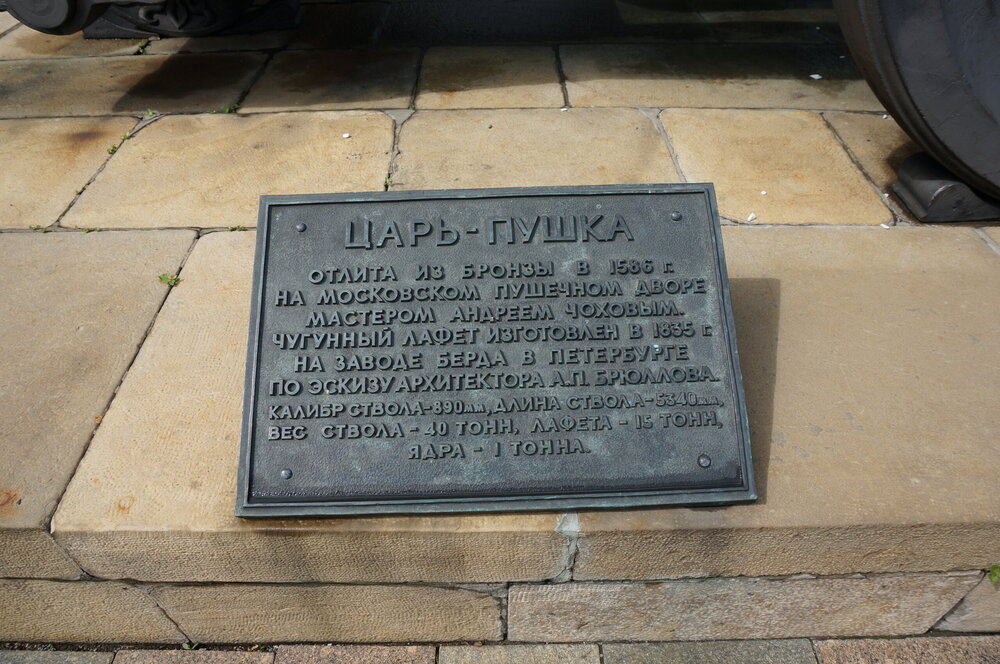 ЦАРЬ-ПУШКА
ОТЛИТА ИЗ БРОНЗЫ В 1586 г.
НА МОСКОВСКОМ ПУШЕЧНОМ ДВОРЕ
МАСТЕРОМ АНДРЕЕМ ЧОХОВЫМ.
ЧУГУННЫЙ ЛАФЕТ ИЗГОТОВЛЕН В 1835 г.
НА ЗАВОДЕ БЕРДА В ПЕТЕРБУРГЕ
ПО ЭСКИЗУ АРХИТЕКТОРА А.П. БРЮЛЛОВА.
КАЛИБР СТВОЛА-890мм, ДЛИНА СТВОЛА-5340мм,
ВЕС СТВОЛА - 40 ТОНН, ЛАФЕТА - 15 ТОНН,
ЯДРА - 1 ТОННА.